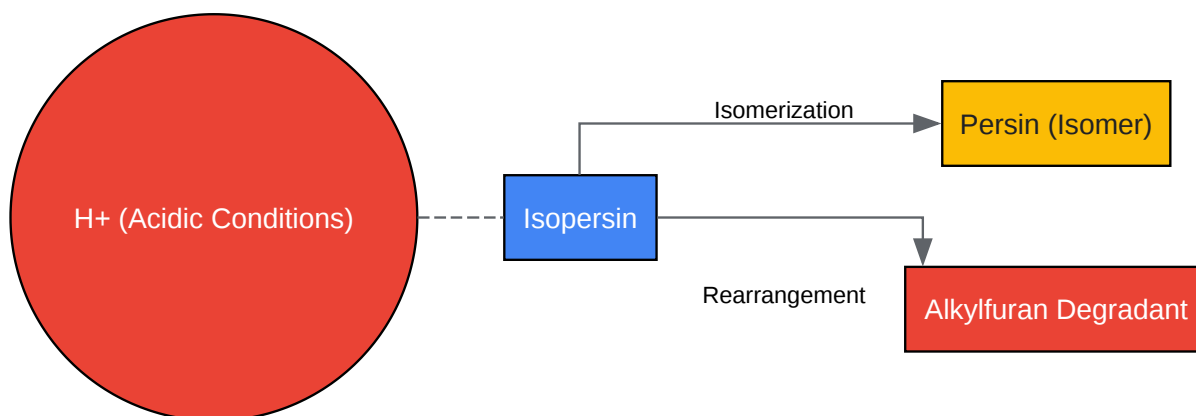 Isomerization
Persin (Isomer)
H+ (Acidic Conditions)
Isopersin
Rearrangement
Alkylfuran Degradant